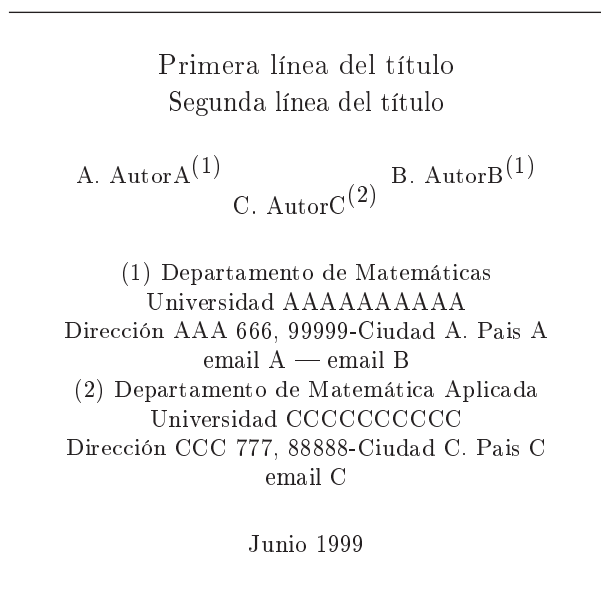 Primera línea del título
Segunda línea del título
A. AutorA(1) B. AutorB(1)
C. AutorC(2)
(1) Departamento de Matemáticas
Universidad AAAAAAAAAA
Dirección AAA 666, 99999-Ciudad A. Pais A
email A — email B
(2) Departamento de Matemática Aplicada
Universidad CCCCCCCCCC
Dirección CCC 777, 88888-Ciudad C. Pais C
email C
Junio 1999